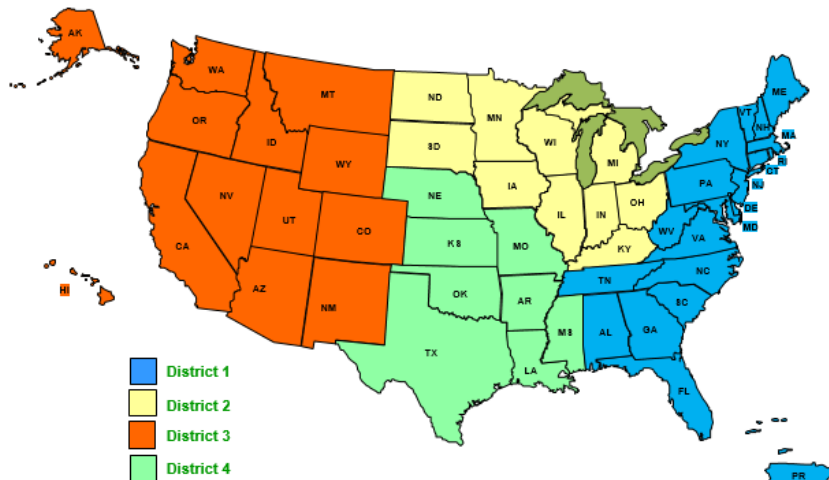 AK
WA
MT
ND
MN
ME
VT
NH
MA
OR
ID
SD
WI
MI
NY
RI
CT
WY
NJ
PA
NE
IA
DE
NV
UT
CO
IL
IN
OH
MD
WV
VA
CA
KS
MO
KY
NC
TN
HI
AZ
NM
OK
AR
SC
MS
AL
GA
TX
LA
FL
District 1
District 2
District 3
District 4
PR